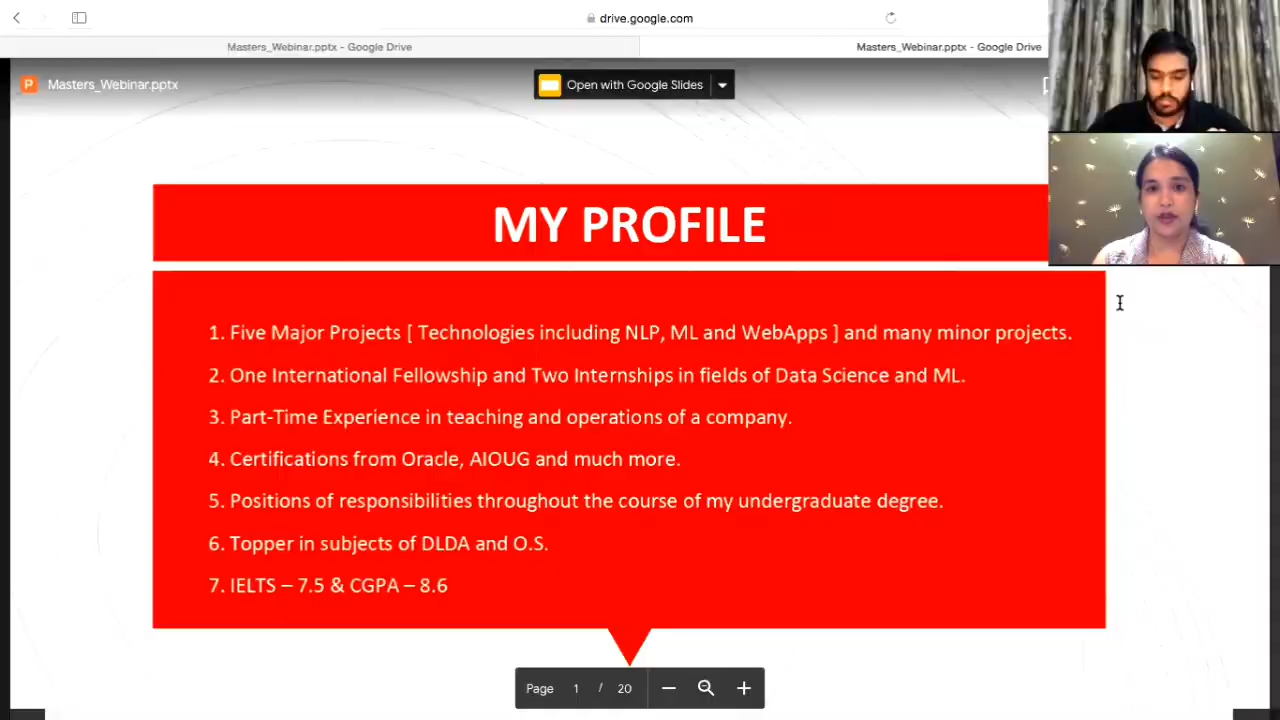 drive.google.com
Masters_Webinar.pptx - Google Drive
Masters_Webinar.pptx - Google Drive
P Masters_Webinar.pptx
Open with Google Slides
MY PROFILE
1. Five Major Projects [ Technologies including NLP, ML and WebApps ] and many minor projects.
2. One International Fellowship and Two Internships in fields of Data Science and ML.
3. Part-Time Experience in teaching and operations of a company.
4. Certifications from Oracle, AIOUG and much more.
5. Positions of responsibilities throughout the course of my undergraduate degree.
6. Topper in subjects of DLDA and O.S.
7. IELTS – 7.5 & CGPA – 8.6
Page 1 / 20